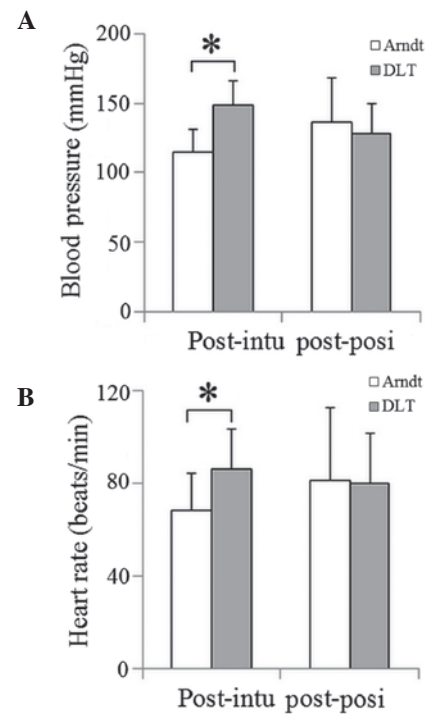 A
200
150
100
50
0
Blood pressure (mmHg)
*
Arndt
DLT
Post-intu post-posi
B
120
80
40
0
Heart rate (beats/min)
*
Arndt
DLT
Post-intu post-posi